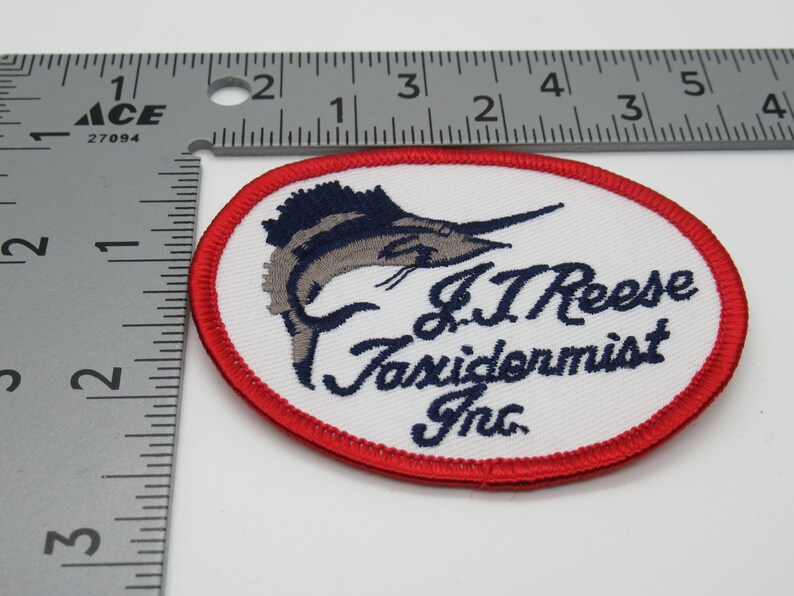 1 2 3 4 5
1 2 3 4
ACE
27094
1
2
3
1
2
3
J.T. Reese
Taxidermist
Inc.